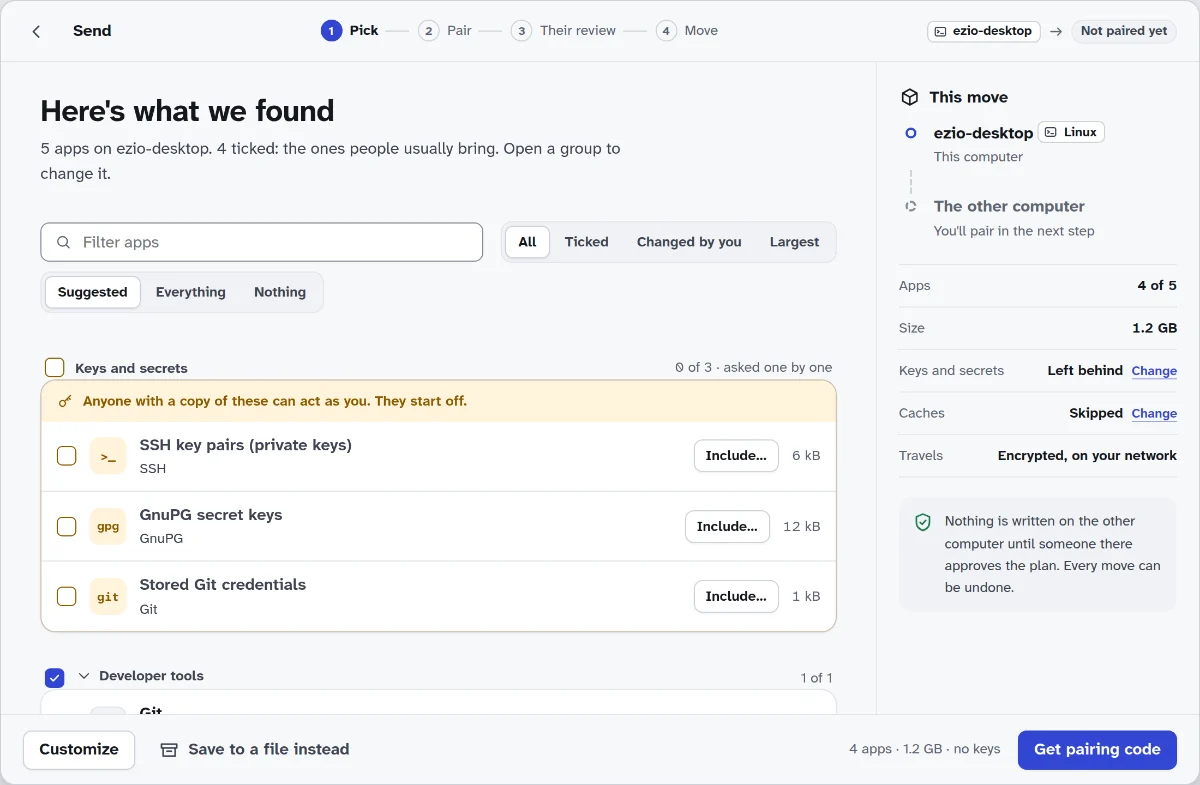 Send
1 Pick
2 Pair
3 Their review
4 Move
ezio-desktop
Not paired yet
Here's what we found
5 apps on ezio-desktop. 4 ticked: the ones people usually bring. Open a group to
change it.
Filter apps
All
Ticked
Changed by you
Largest
Suggested
Everything
Nothing
Keys and secrets
0 of 3 · asked one by one
Anyone with a copy of these can act as you. They start off.
>_
SSH key pairs (private keys)
SSH
Include...
6 kB
gpg
GnuPG secret keys
GnuPG
Include...
12 kB
git
Stored Git credentials
Git
Include...
1 kB
Developer tools
1 of 1
Git
This move
ezio-desktop
Linux
This computer
The other computer
You'll pair in the next step
Apps
4 of 5
Size
1.2 GB
Keys and secrets
Left behind
Change
Caches
Skipped
Change
Travels
Encrypted, on your network
Nothing is written on the other
computer until someone there
approves the plan. Every move can
be undone.
Customize
Save to a file instead
4 apps · 1.2 GB · no keys
Get pairing code